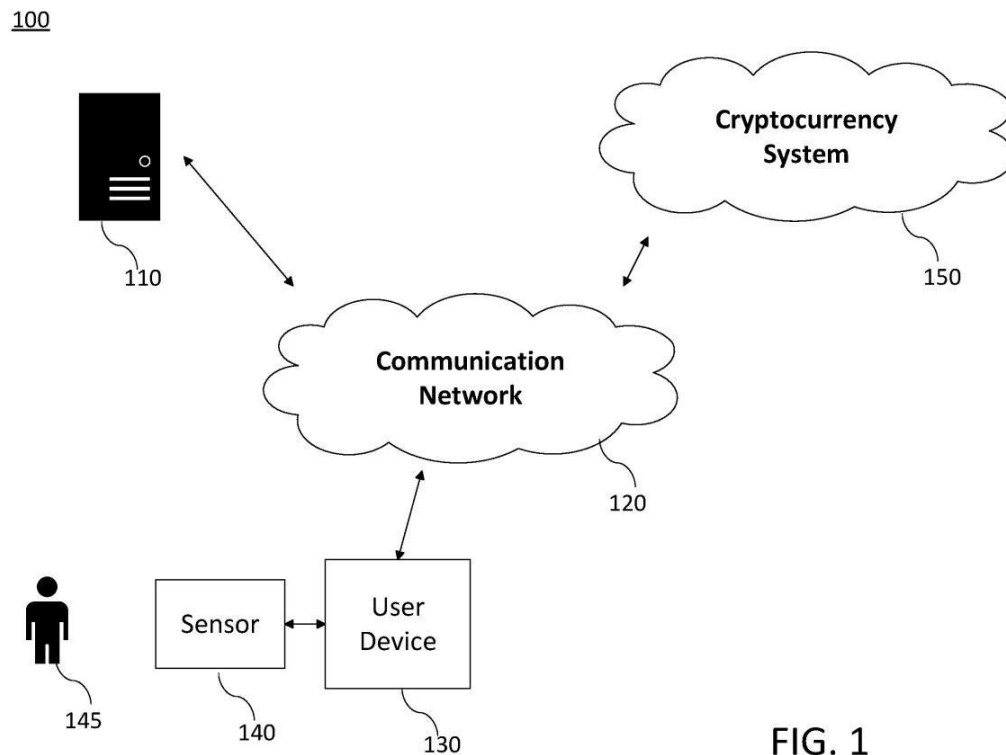 100
Cryptocurrency
System
110
150
Communication
Network
120
User
Device
Sensor
145
140
130
FIG. 1